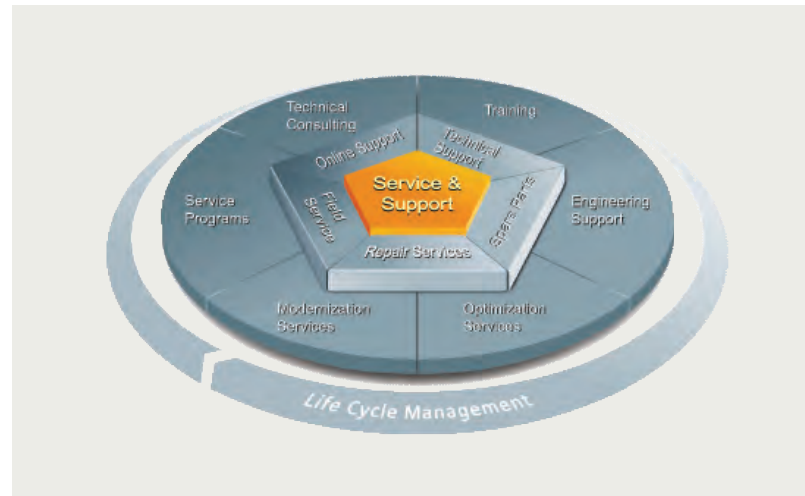 Technical
Consulting
Training
Online Support
Technical
Support
Service &
Support
Service
Programs
Field
Service
Spare Parts
Engineering
Support
Repair Services
Modernization
Services
Optimization
Services
Life Cycle Management